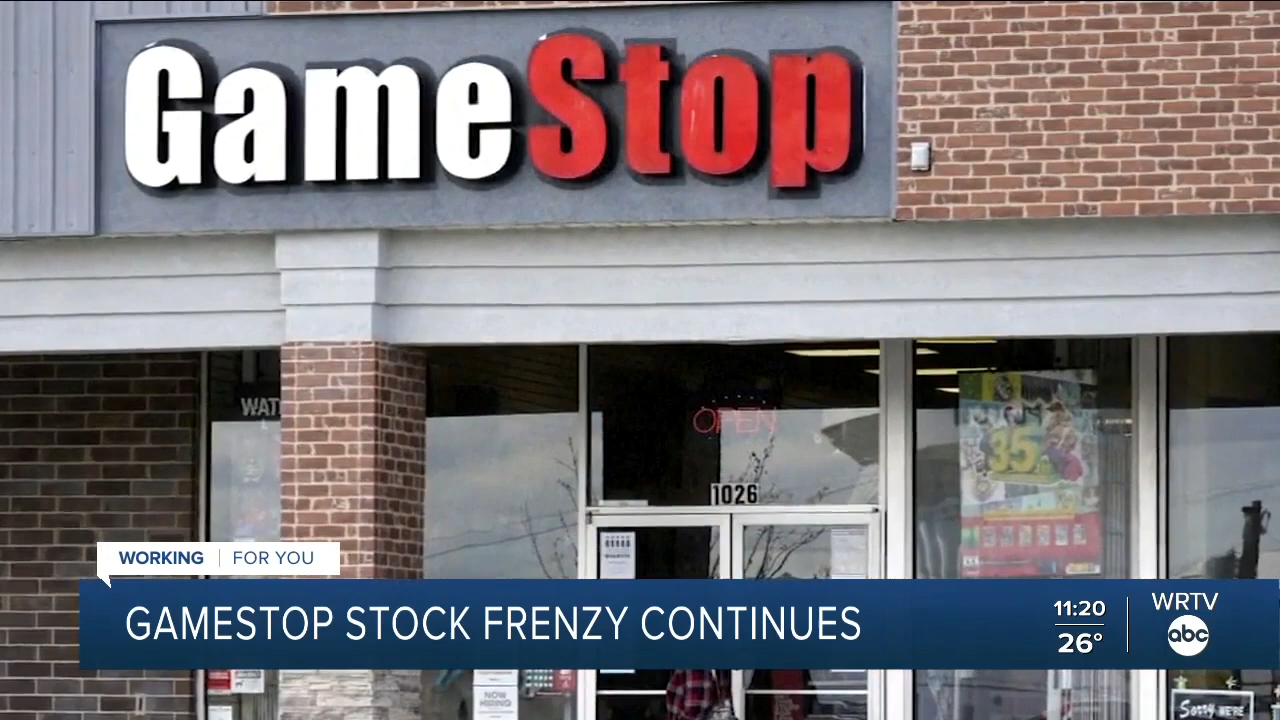 GameStop
WAT
OPEN
1026
35
NOW
HIRING
Sorry WE'RE
WORKING | FOR YOU
GAMESTOP STOCK FRENZY CONTINUES
11:20
26°
WRTV
abc